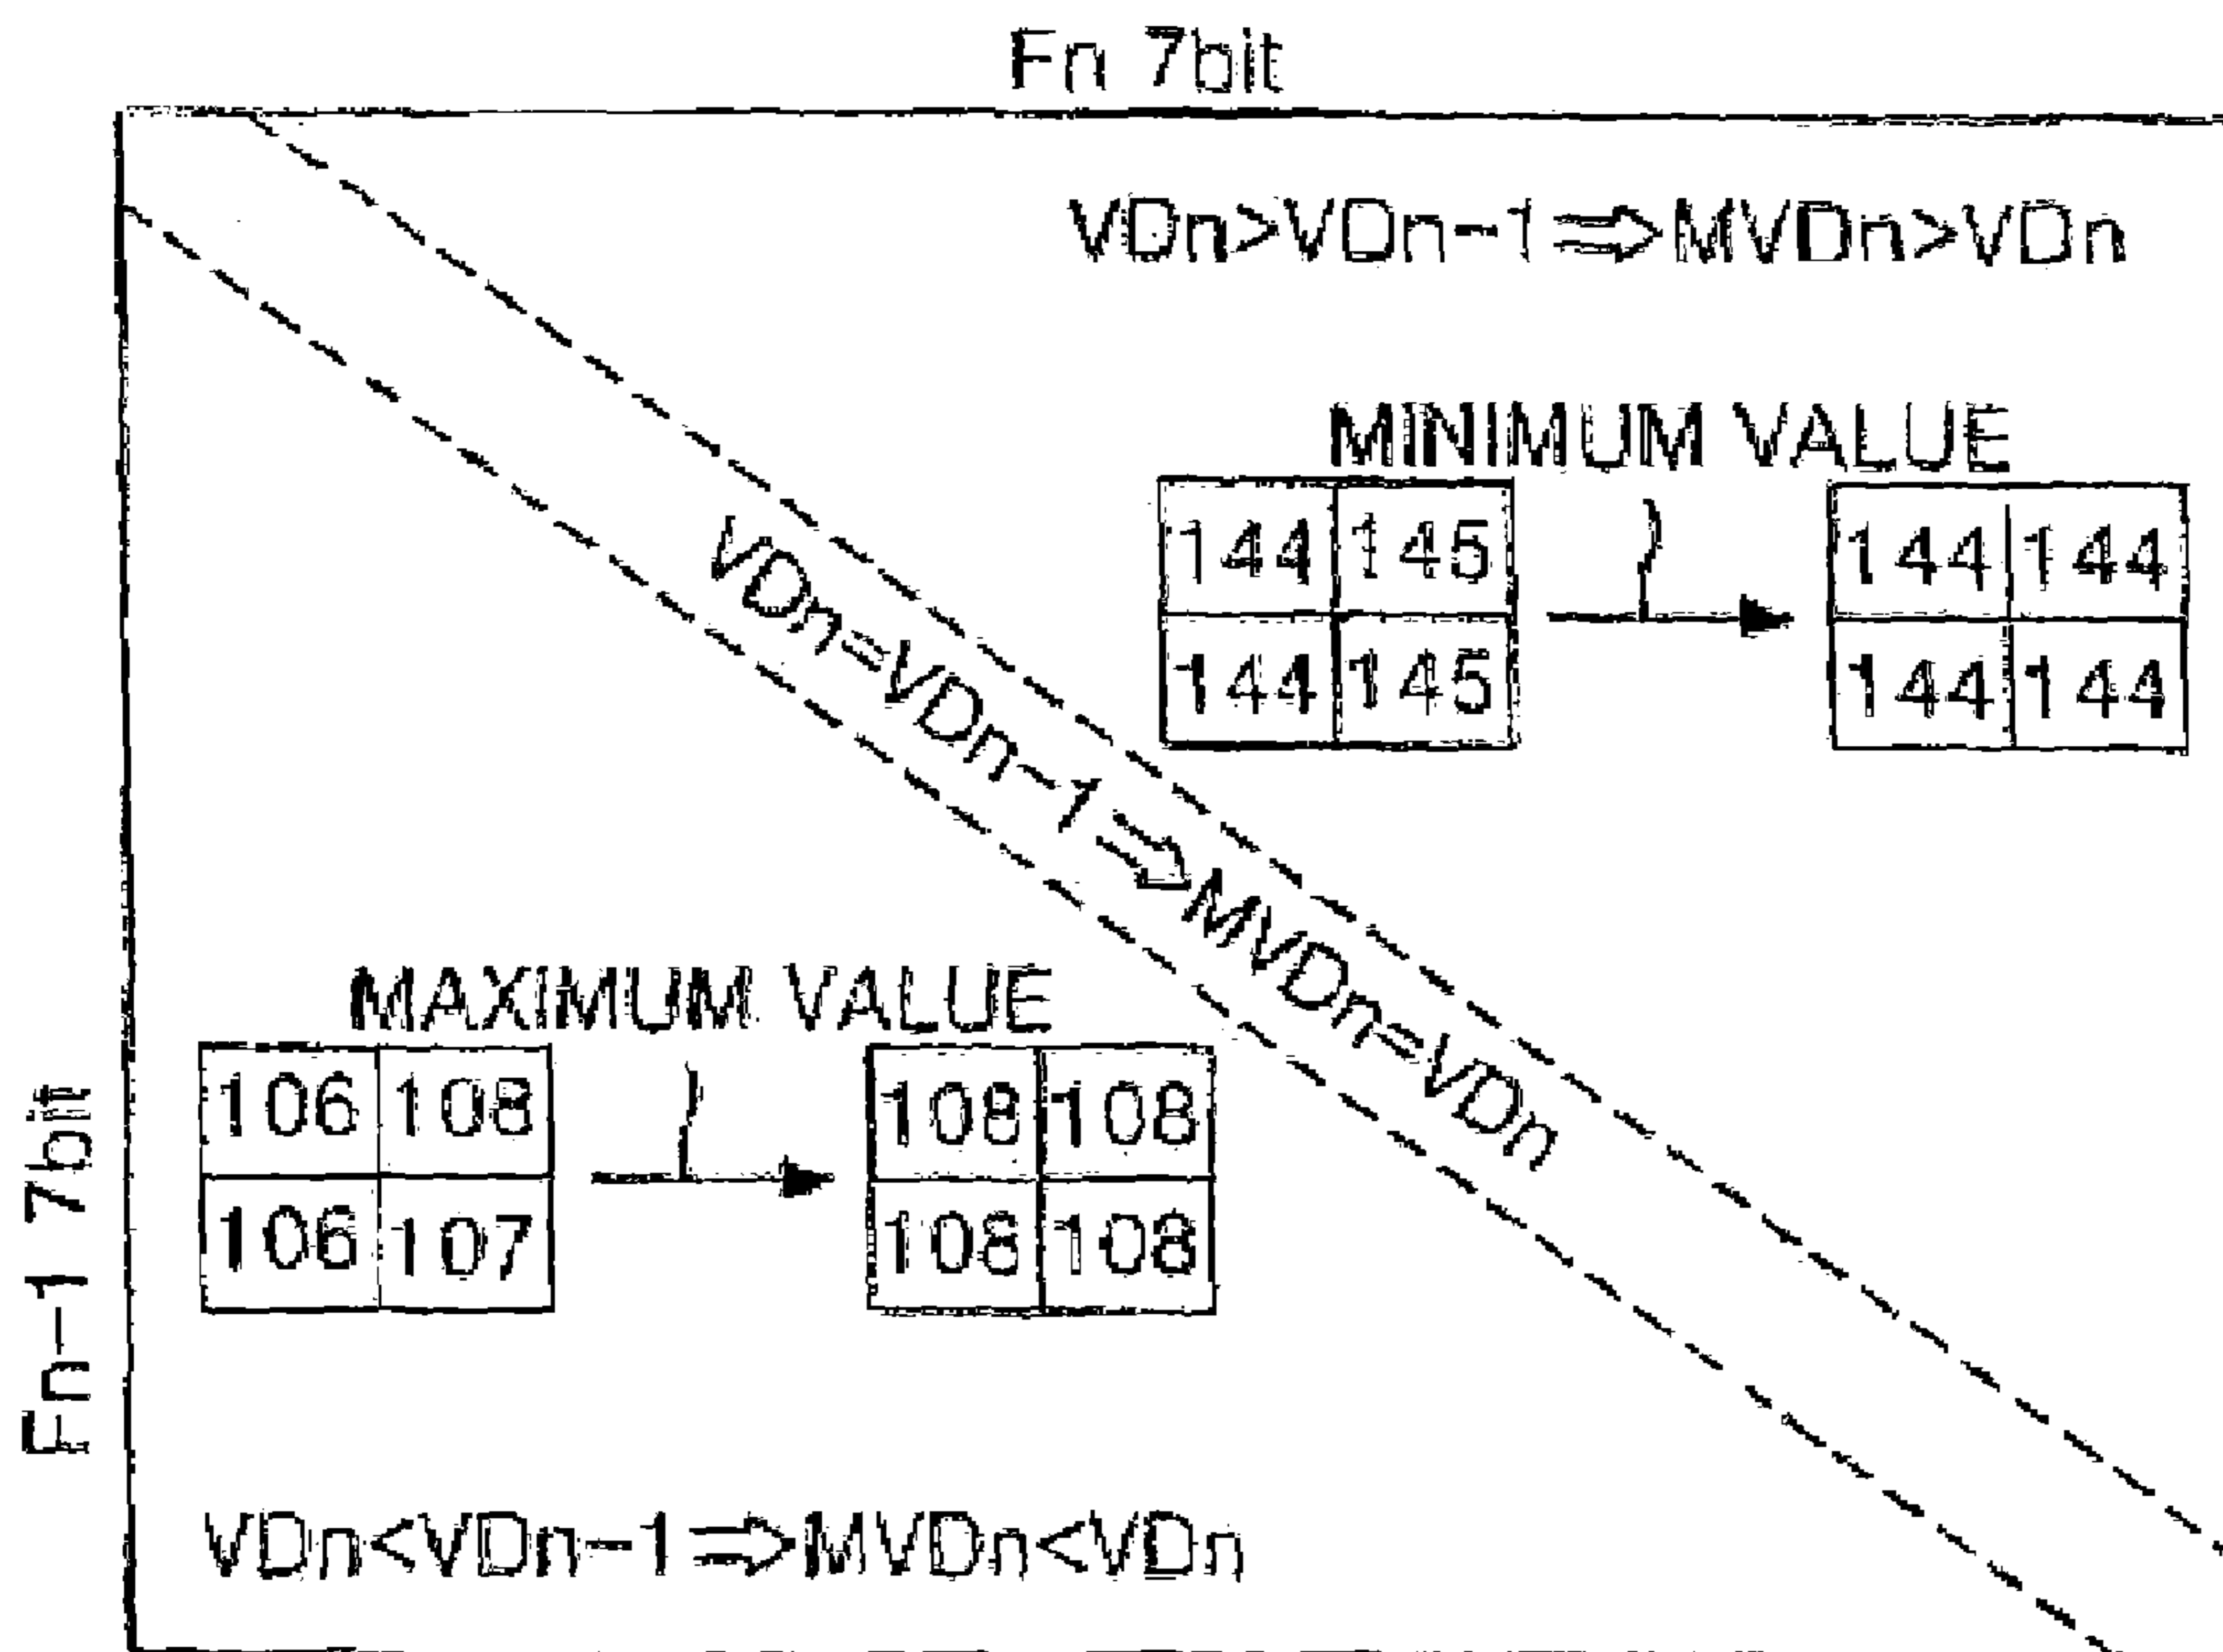 Fn 7bit
VDn>VDn-1⇒MVDn>VDn
MINIMUM VALUE
144 145 144 144
144 145 144 144
VDn=VDn-1⇒MVDn=VDn
MAXIMUM VALUE
106 108 108 108
106 107 108 108
Fn-1 7bit
VDn<VDn-1⇒MVDn<VDn